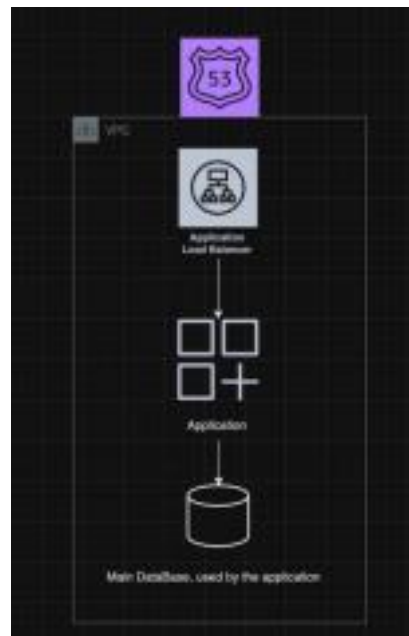 53
VPC
Application
Load Balancer
Application
Main DataBase, used by the application